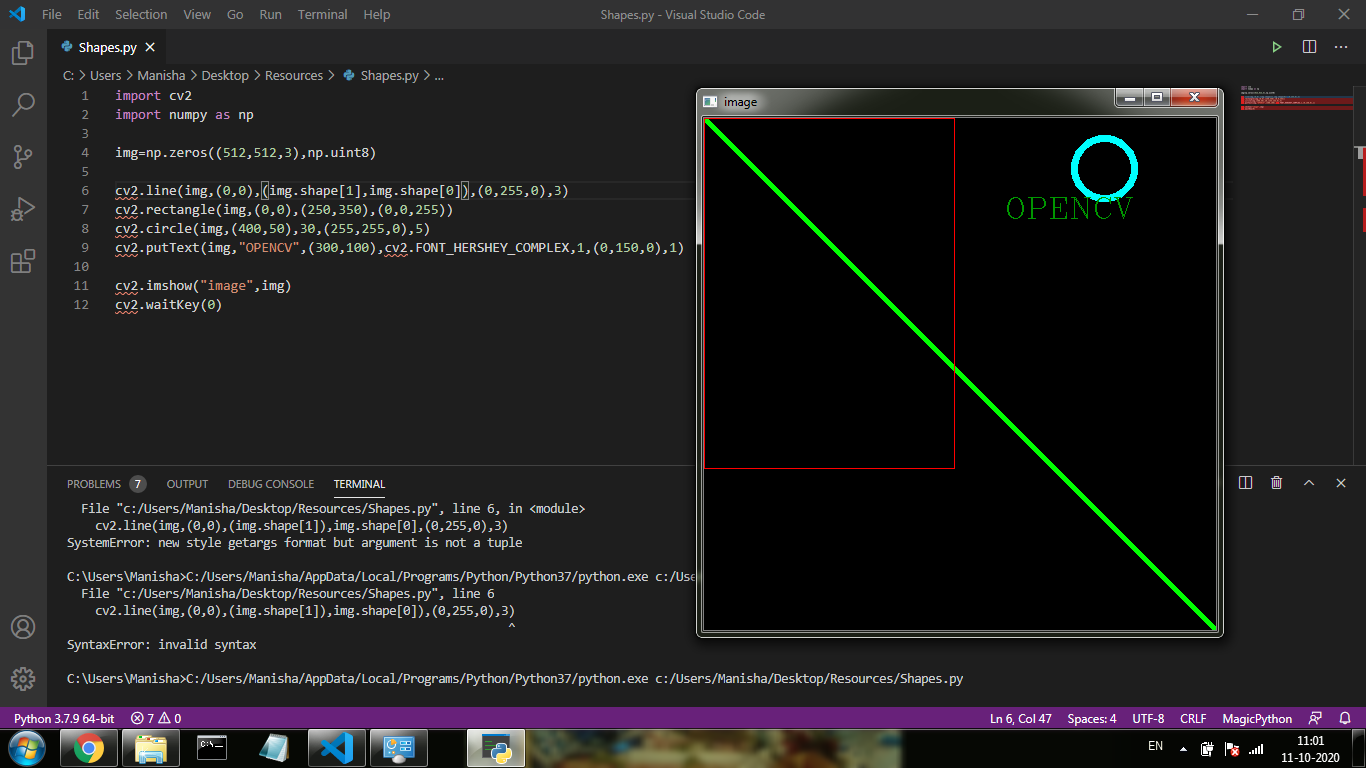 File Edit Selection View Go Run Terminal Help
Shapes.py - Visual Studio Code
Shapes.py
C: > Users > Manisha > Desktop > Resources > Shapes.py > ...
1 import cv2
2 import numpy as np
3
4 img=np.zeros((512,512,3),np.uint8)
5
6 cv2.line(img,(0,0),(img.shape[1],img.shape[0]),(0,255,0),3)
7 cv2.rectangle(img,(0,0),(250,350),(0,0,255))
8 cv2.circle(img,(400,50),30,(255,255,0),5)
9 cv2.putText(img,"OPENCV",(300,100),cv2.FONT_HERSHEY_COMPLEX,1,(0,150,0),1)
10
11 cv2.imshow("image",img)
12 cv2.waitKey(0)
image
OPENCV
PROBLEMS 7 OUTPUT DEBUG CONSOLE TERMINAL
File "c:/Users/Manisha/Desktop/Resources/Shapes.py", line 6, in <module>
cv2.line(img,(0,0),(img.shape[1]),img.shape[0],(0,255,0),3)
SystemError: new style getargs format but argument is not a tuple
C:\Users\Manisha>C:/Users/Manisha/AppData/Local/Programs/Python/Python37/python.exe c:/Use
File "c:/Users/Manisha/Desktop/Resources/Shapes.py", line 6
cv2.line(img,(0,0),(img.shape[1]),img.shape[0]),(0,255,0),3)
^
SyntaxError: invalid syntax
C:\Users\Manisha>C:/Users/Manisha/AppData/Local/Programs/Python/Python37/python.exe c:/Users/Manisha/Desktop/Resources/Shapes.py
Python 3.7.9 64-bit 7 0 Ln 6, Col 47 Spaces: 4 UTF-8 CRLF MagicPython
EN 11:01
11-10-2020